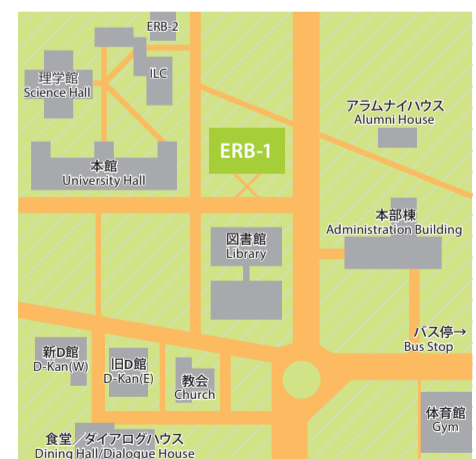 ERB-2
理学館
Science Hall
ILC
アラムナイハウス
Alumni House
ERB-1
本館
University Hall
本部棟
Administration Building
図書館
Library
バス停→
Bus Stop
新D館
D-Kan(W)
旧D館
D-Kan(E)
教会
Church
体育館
Gym
食堂／ダイアログハウス
Dining Hall/Dialogue House